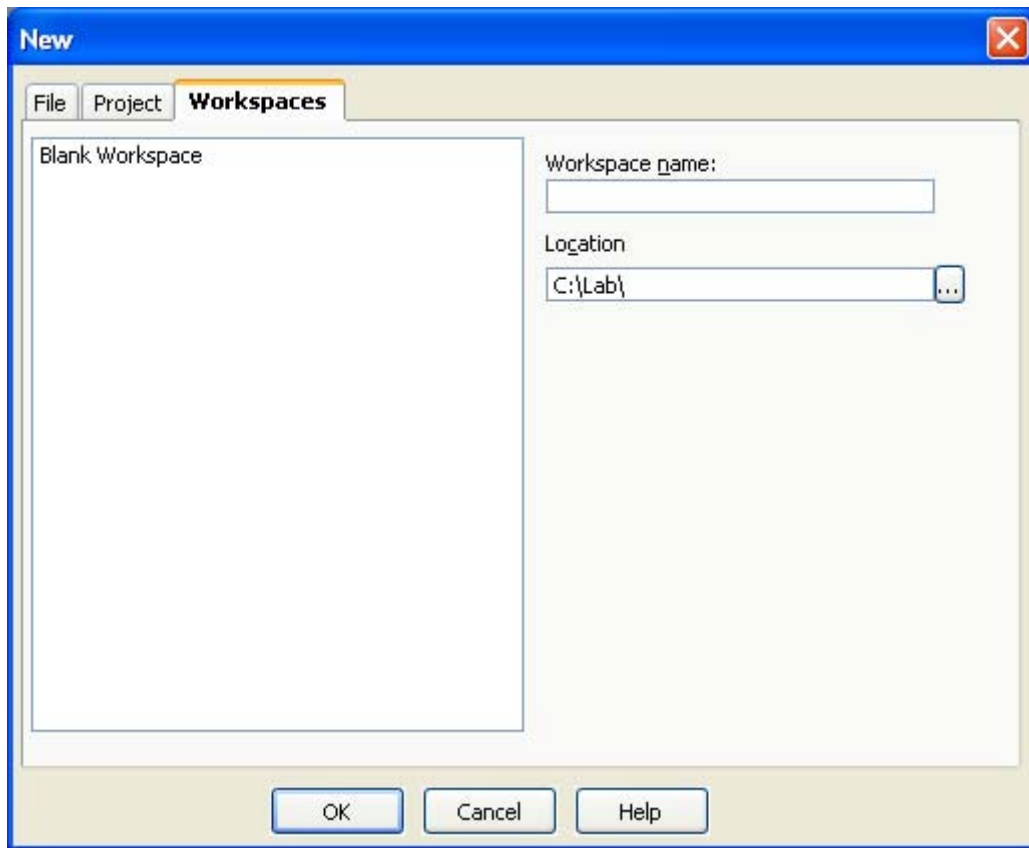 New
File Project Workspaces
Blank Workspace
Workspace name:
Location
C:\Lab\
...
OK Cancel Help